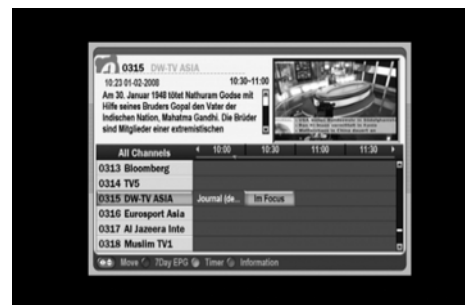 0315 DW-TV ASIA
10:23 01-02-2008 10:30~11:00
Am 30. Januar 1948 tötet Nathuram Godse mit
Hilfe seines Bruders Gopal den Vater der
Indischen Nation, Mahatma Gandhi. Die Brüder
sind Mitglieder einer extremistischen
All Channels 10:00 10:30 11:00 11:30
0313 Bloomberg
0314 TV5
0315 DW-TV ASIA Journal (de... Im Focus
0316 Eurosport Asia
0317 Al Jazeera Inte
0318 Muslim TV1
Move 7Day EPG Timer Information